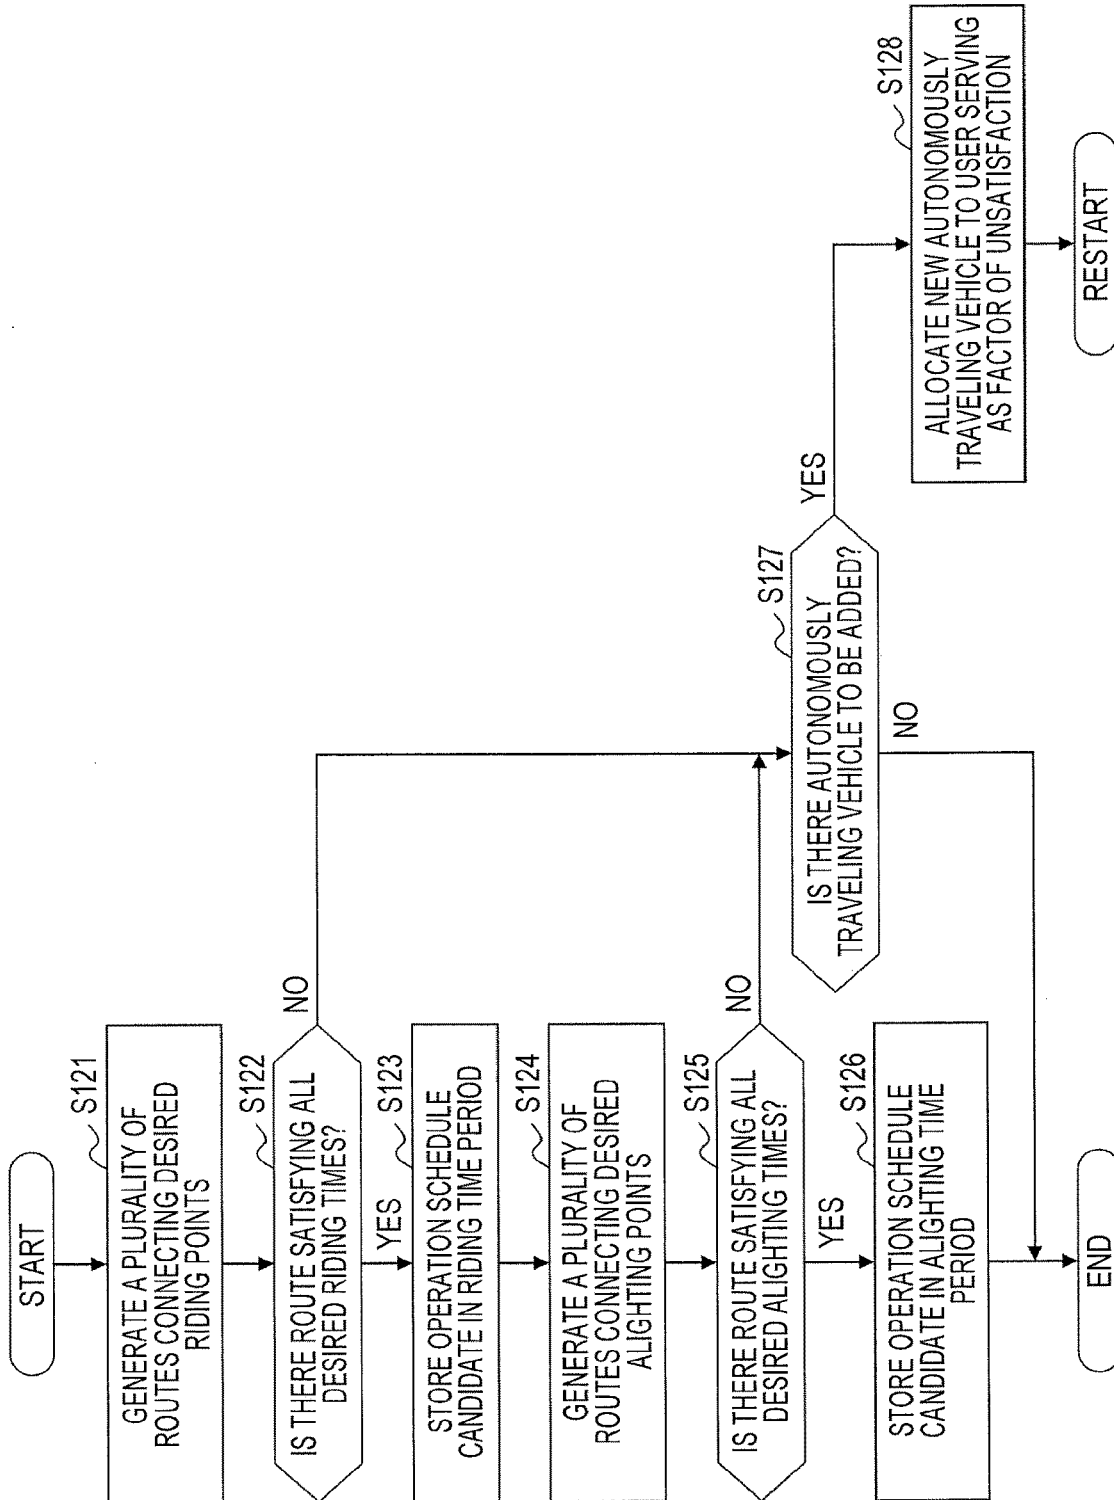 START
S121
GENERATE A PLURALITY OF
ROUTES CONNECTING DESIRED
RIDING POINTS
S122
IS THERE ROUTE SATISFYING ALL
DESIRED RIDING TIMES?
NO
YES
S123
STORE OPERATION SCHEDULE
CANDIDATE IN RIDING TIME PERIOD
S124
GENERATE A PLURALITY OF
ROUTES CONNECTING DESIRED
ALIGHTING POINTS
S125
IS THERE ROUTE SATISFYING ALL
DESIRED ALIGHTING TIMES?
NO
YES
S126
STORE OPERATION SCHEDULE
CANDIDATE IN ALIGHTING TIME
PERIOD
END
S127
IS THERE AUTONOMOUSLY
TRAVELING VEHICLE TO BE ADDED?
YES
NO
S128
ALLOCATE NEW AUTONOMOUSLY
TRAVELING VEHICLE TO USER SERVING
AS FACTOR OF UNSATISFACTION
RESTART